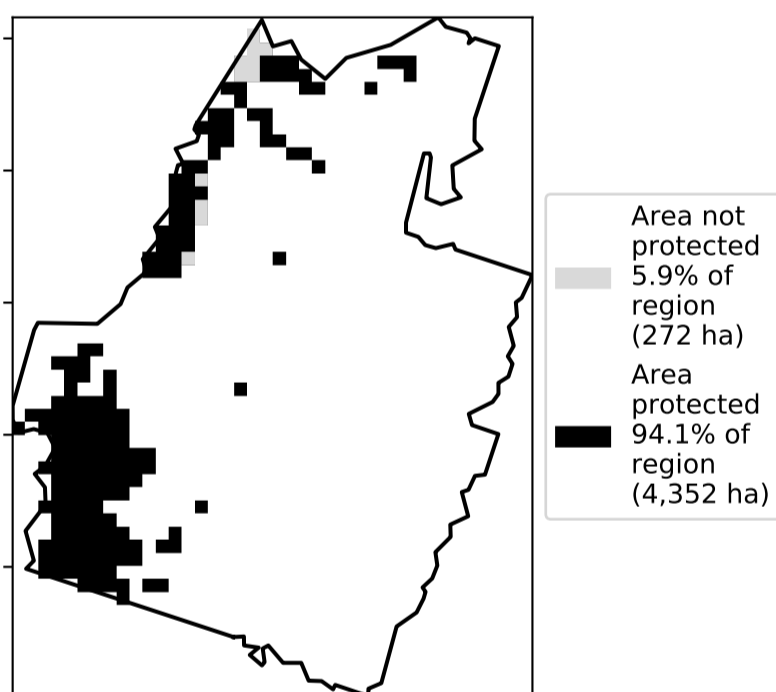 Area not
protected
5.9% of
region
(272 ha)
Area
protected
94.1% of
region
(4,352 ha)